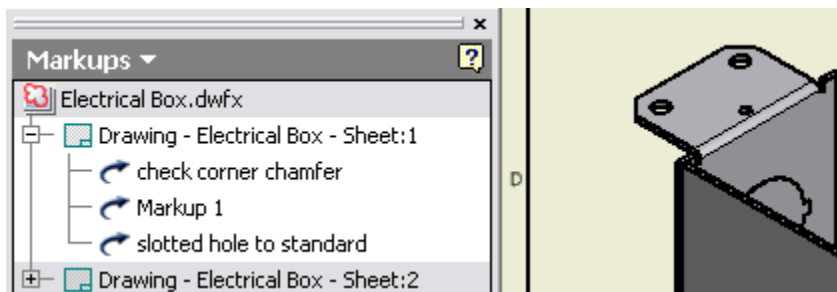 Markups
Electrical Box.dwfx
Drawing - Electrical Box - Sheet:1
check corner chamfer
Markup 1
slotted hole to standard
Drawing - Electrical Box - Sheet:2
D